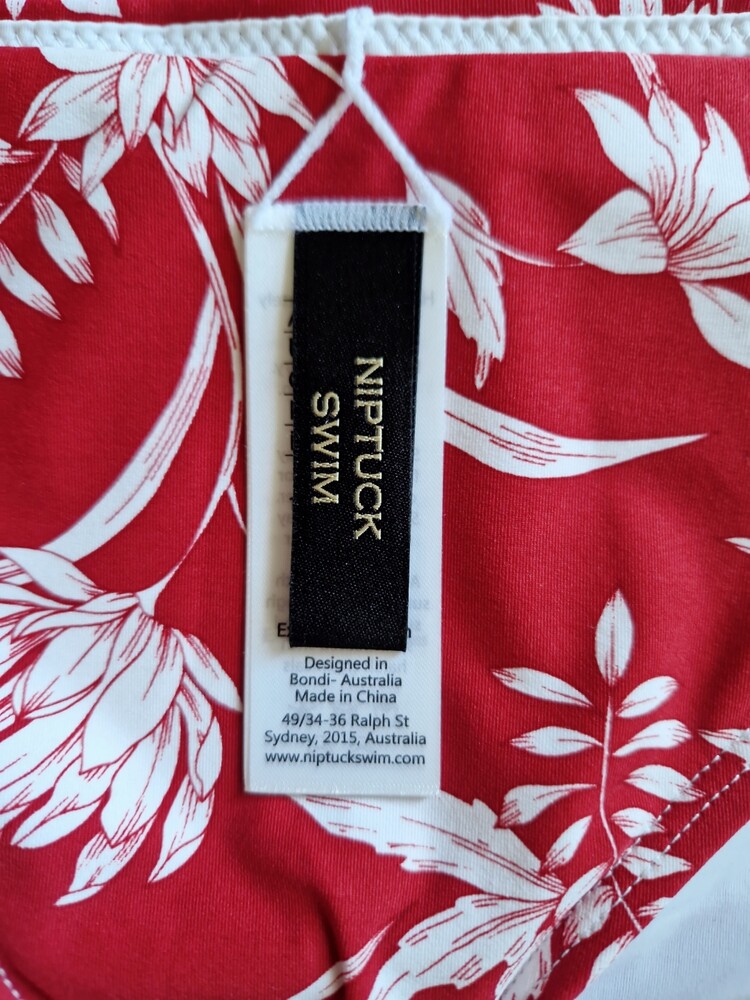 NIPTUCK
SWIM
Designed in
Bondi- Australia
Made in China
49/34-36 Ralph St
Sydney, 2015, Australia
www.niptuckswim.com